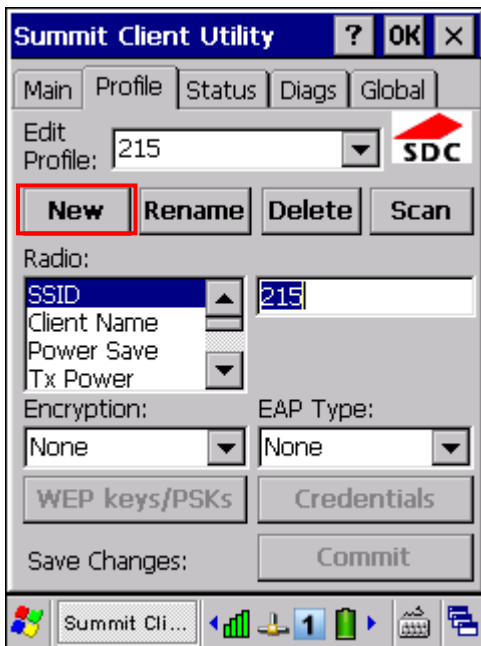 Summit Client Utility ? OK ×
Main Profile Status Diags Global
Edit
Profile: 215
SDC
New Rename Delete Scan
Radio:
SSID 215
Client Name
Power Save
Tx Power
Encryption: EAP Type:
None None
WEP keys/PSKs Credentials
Save Changes: Commit
Summit Cli... 1